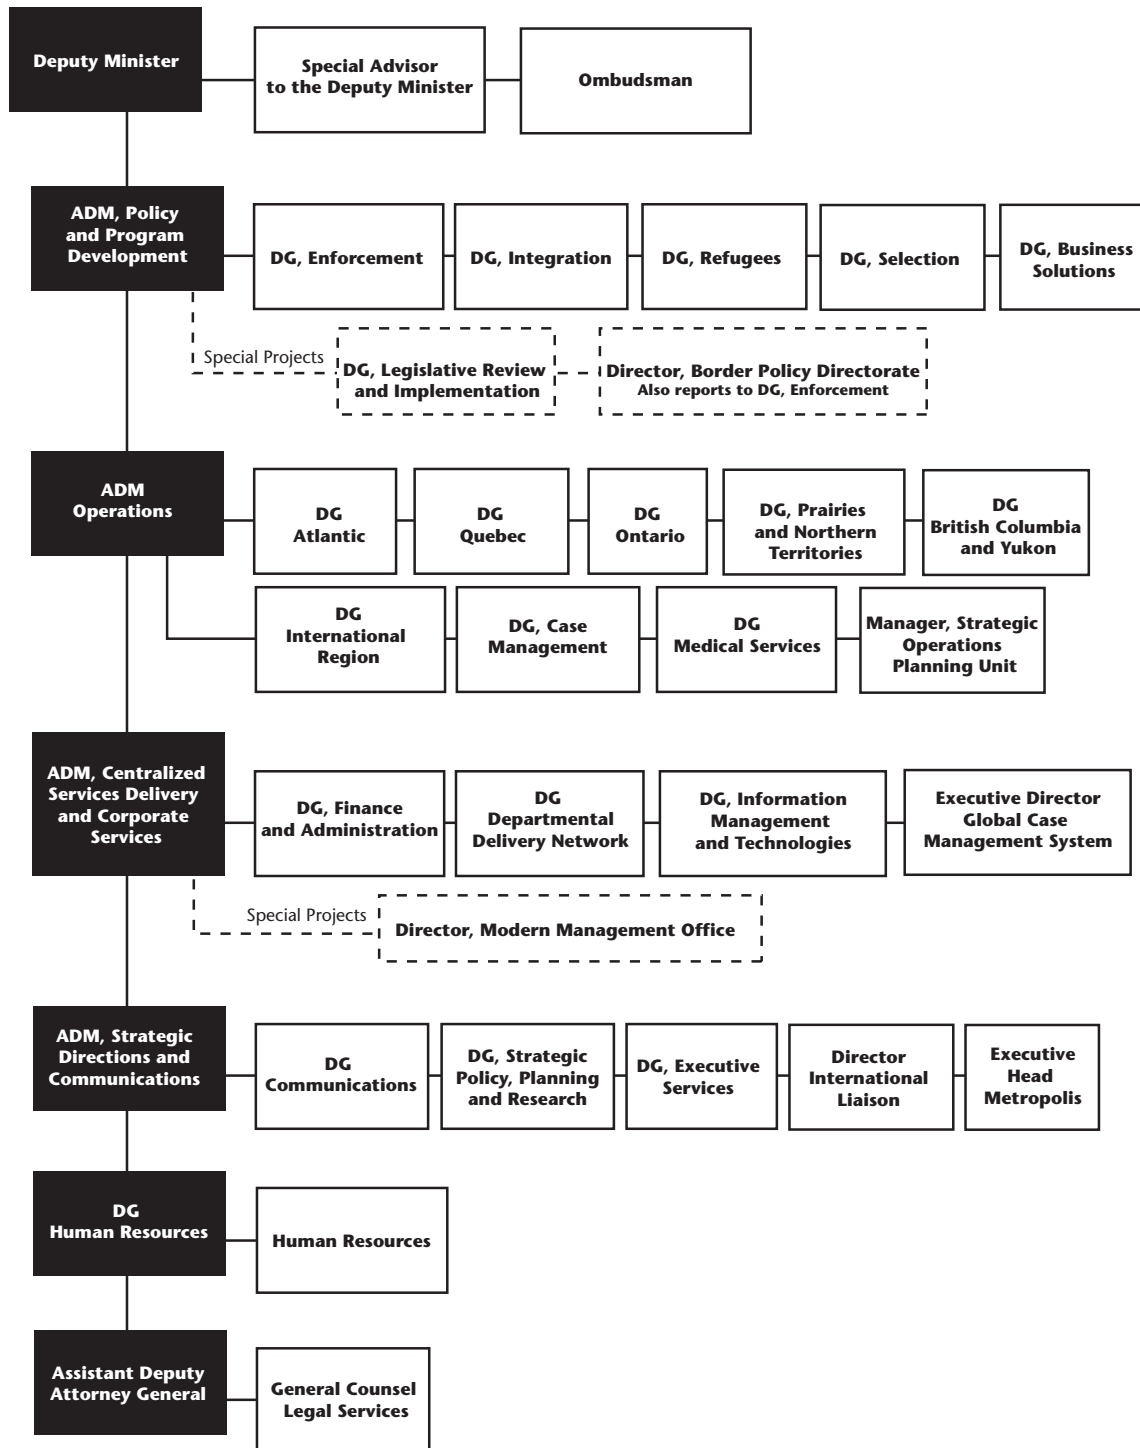 Deputy Minister
Special Advisor
to the Deputy Minister
Ombudsman
ADM, Policy
and Program
Development
DG, Enforcement
DG, Integration
DG, Refugees
DG, Selection
DG, Business
Solutions
Special Projects
DG, Legislative Review
and Implementation
Director, Border Policy Directorate
Also reports to DG, Enforcement
ADM
Operations
DG
Atlantic
DG
Quebec
DG
Ontario
DG, Prairies
and Northern
Territories
DG
British Columbia
and Yukon
DG
International
Region
DG, Case
Management
DG
Medical Services
Manager, Strategic
Operations
Planning Unit
ADM, Centralized
Services Delivery
and Corporate
Services
DG, Finance
and Administration
DG
Departmental
Delivery Network
DG, Information
Management
and Technologies
Executive Director
Global Case
Management System
Special Projects
Director, Modern Management Office
ADM, Strategic
Directions and
Communications
DG
Communications
DG, Strategic
Policy, Planning
and Research
DG, Executive
Services
Director
International
Liaison
Executive
Head
Metropolis
DG
Human Resources
Human Resources
Assistant Deputy
Attorney General
General Counsel
Legal Services